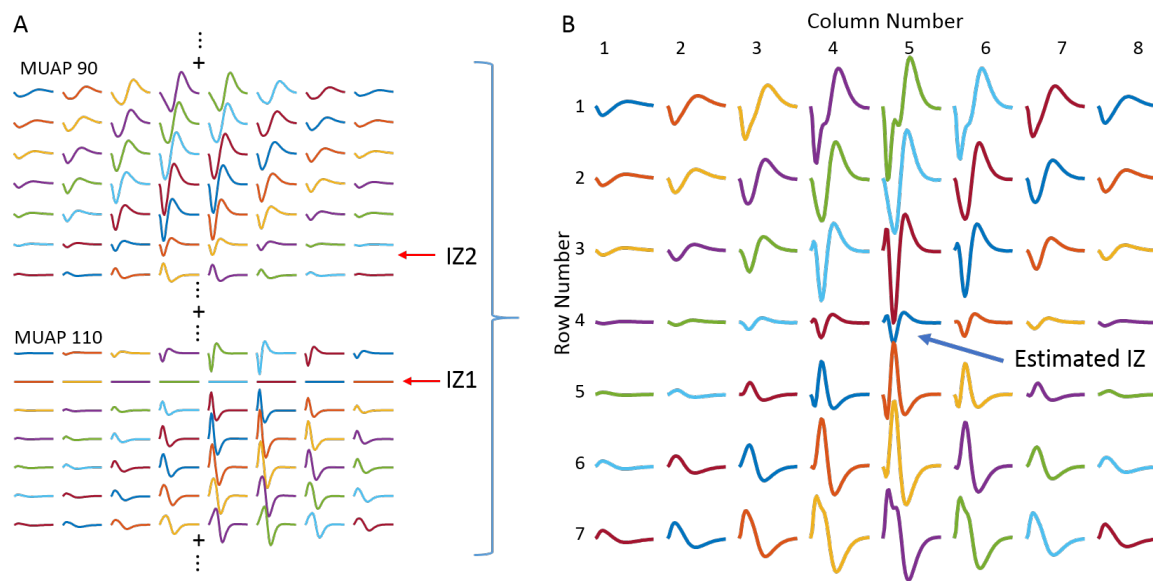 A
⋮
+
MUAP 90
IZ2
⋮
+
⋮
MUAP 110
IZ1
+
⋮
B
Column Number
1 2 3 4 5 6 7 8
Row Number
1
2
3
4
5
6
7
Estimated IZ